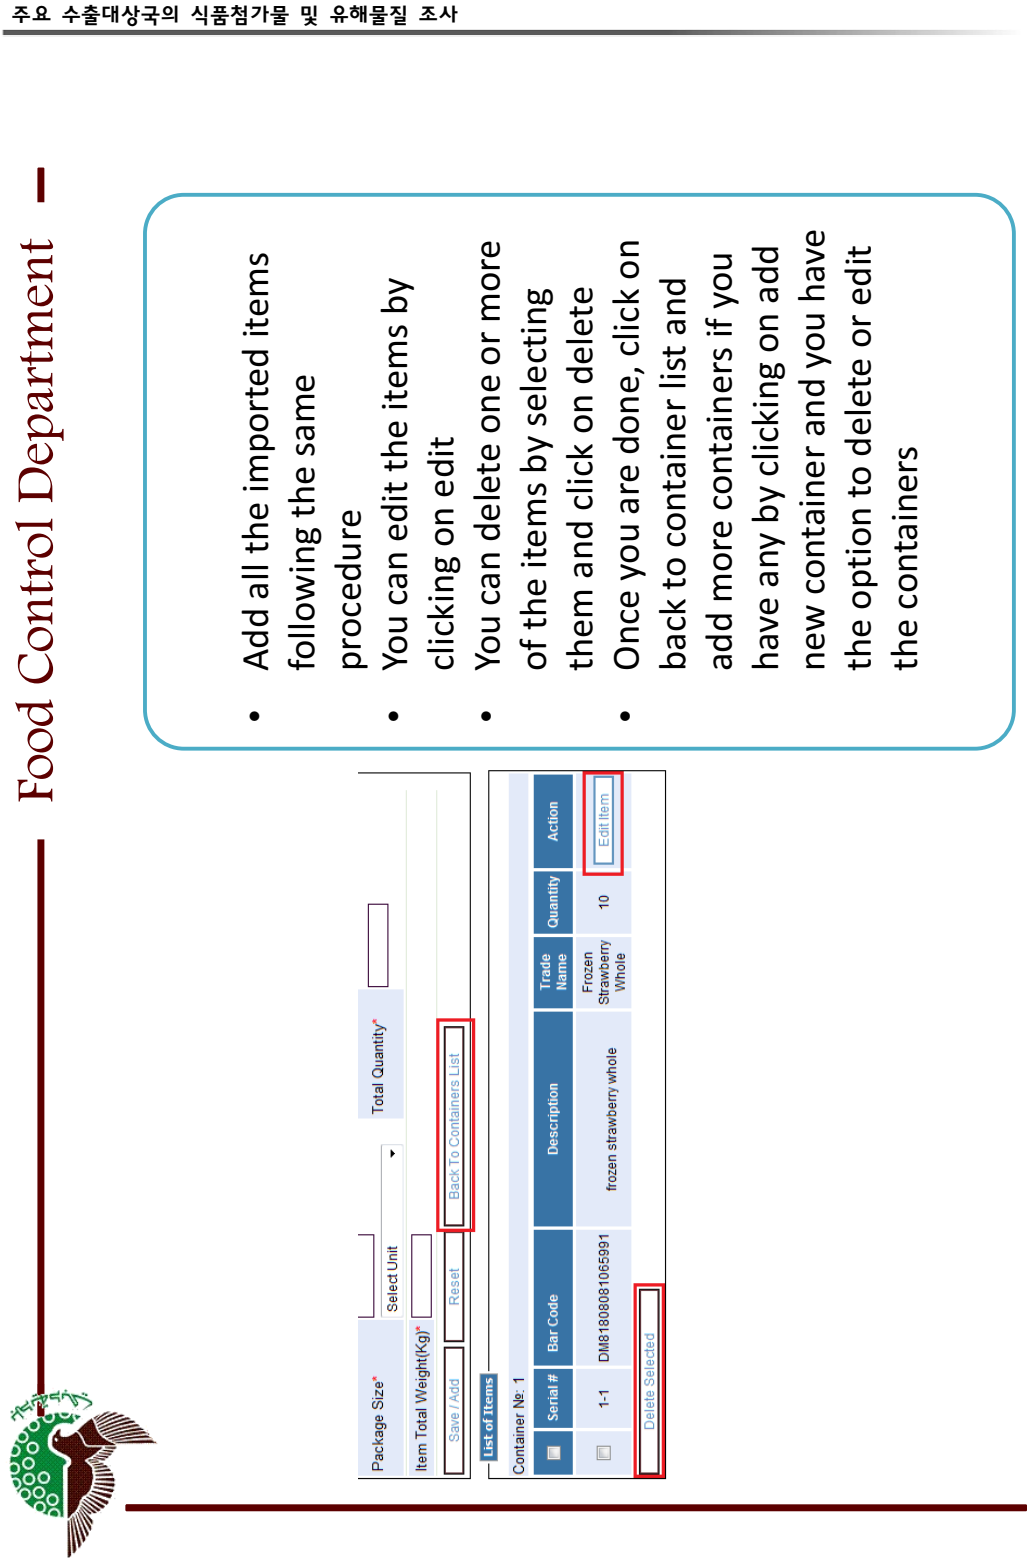 주요 수출대상국의 식품첨가물 및 유해물질 조사
Food Control Department
Package Size*
Select Unit
Total Quantity*
Item Total Weight(Kg)*
Save / Add
Reset
Back To Containers List
List of Items
Container №: 1
Serial #
Bar Code
Description
Trade
Name
Quantity
Action
1-1
DM81808081065991
frozen strawberry whole
Frozen
Strawberry
Whole
10
Edit Item
Delete Selected
• Add all the imported items
following the same
procedure
• You can edit the items by
clicking on edit
• You can delete one or more
of the items by selecting
them and click on delete
• Once you are done, click on
back to container list and
add more containers if you
have any by clicking on add
new container and you have
the option to delete or edit
the containers